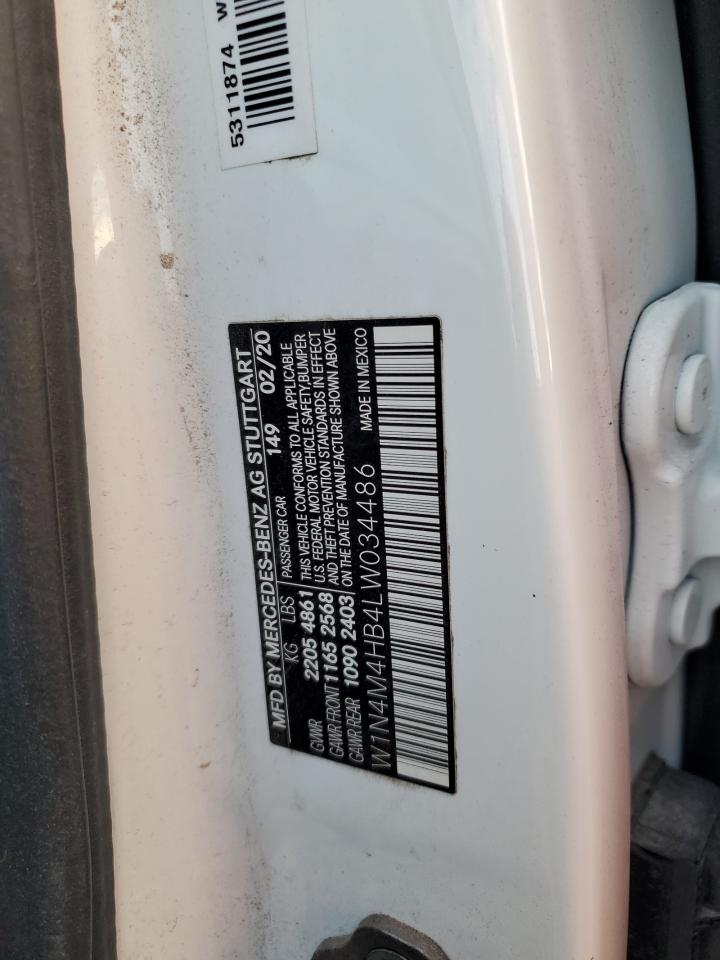 5311874 W
MFD BY MERCEDES-BENZ AG STUTTGART
KG LBS PASSENGER CAR 149 02/20
GVWR 2205 4861 THIS VEHICLE CONFORMS TO ALL APPLICABLE
U.S. FEDERAL MOTOR VEHICLE SAFETY,BUMPER
GAWR FRONT 1165 2568 AND THEFT PREVENTION STANDARDS IN EFFECT
GAWR REAR 1090 2403 ON THE DATE OF MANUFACTURE SHOWN ABOVE
W1N4M4HB4LW034486 MADE IN MEXICO